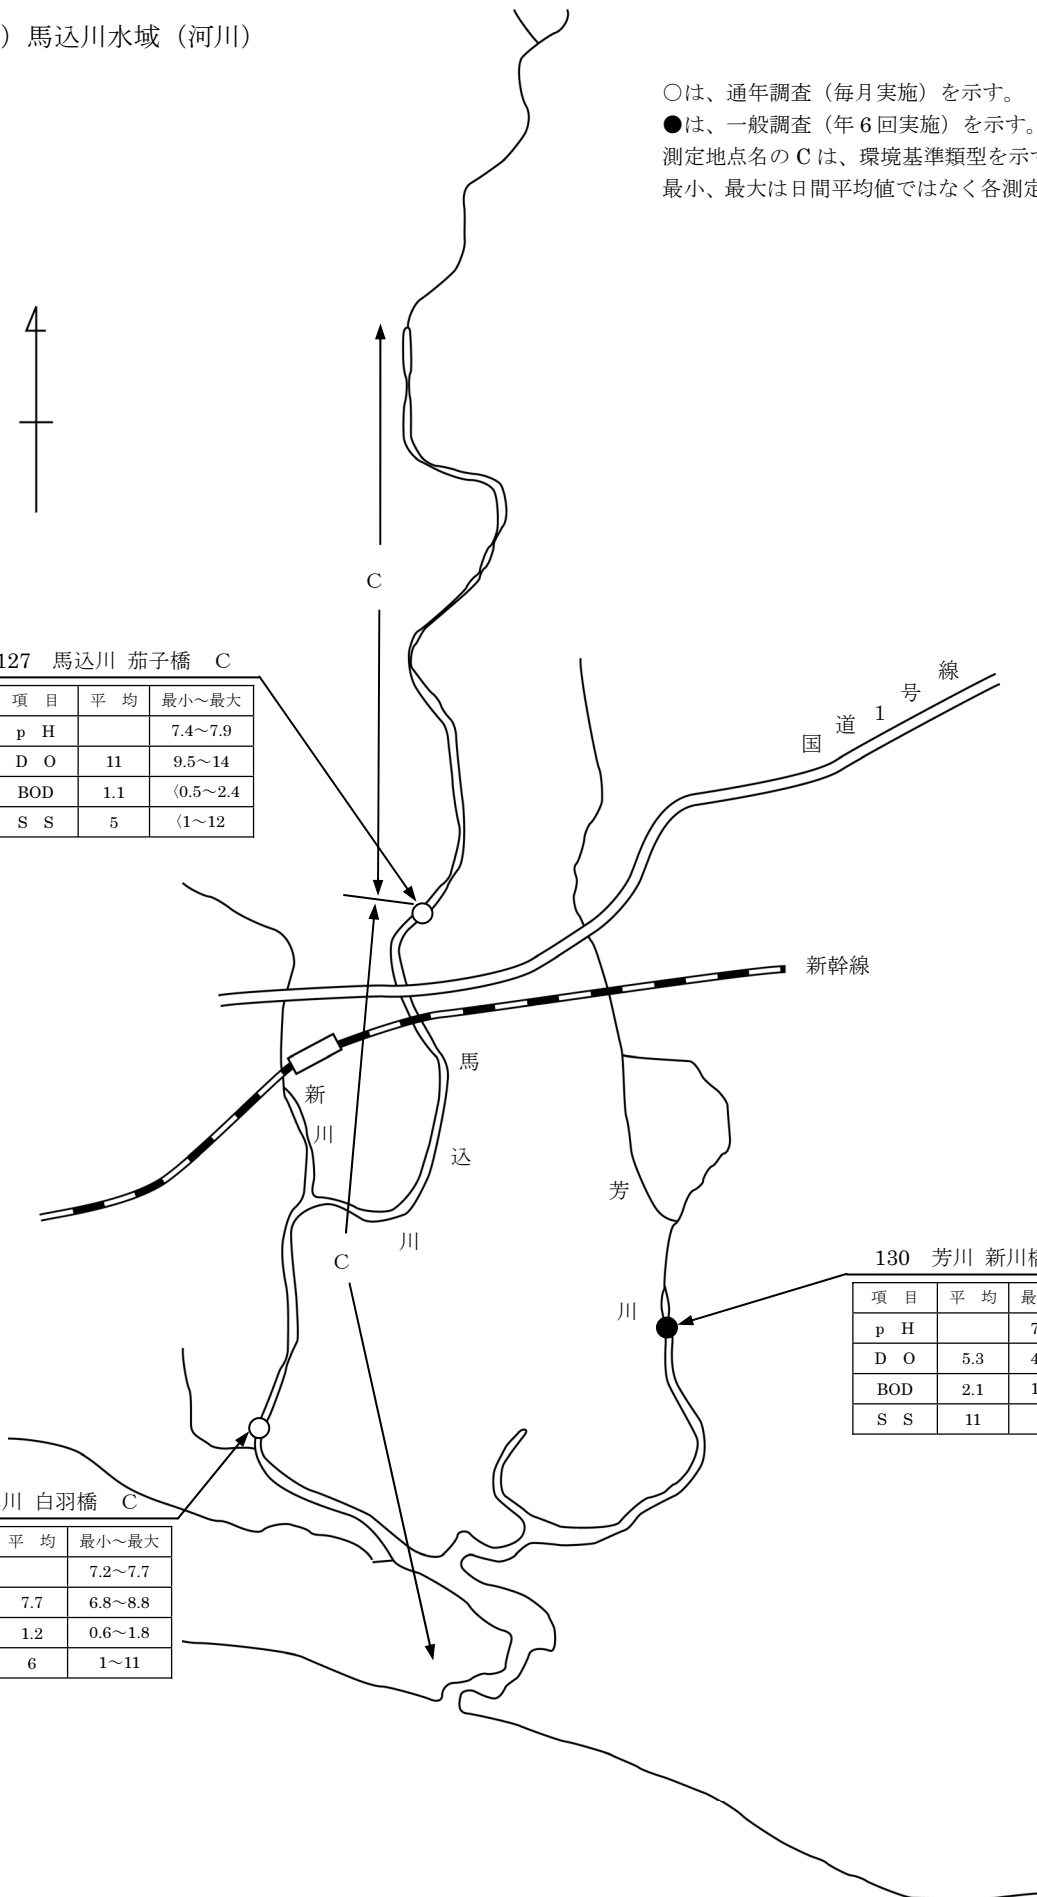 ）馬込川水域（河川）
○は、通年調査（毎月実施）を示す。
●は、一般調査（年６回実施）を示す。
測定地点名の C は、環境基準類型を示す
最小、最大は日間平均値ではなく各測定
C
127 馬込川 茄子橋 C
項 目 平 均 最小～最大
p H 7.4～7.9
D O 11 9.5～14
BOD 1.1 〈0.5～2.4
S S 5 〈1～12
国道1号線
新幹線
新川
馬込川
芳川
C
130 芳川 新川橋
項 目 平 均 最
p H 7
D O 5.3 4
BOD 2.1 1
S S 11
川 白羽橋 C
平 均 最小～最大
7.2～7.7
7.7 6.8～8.8
1.2 0.6～1.8
6 1～11